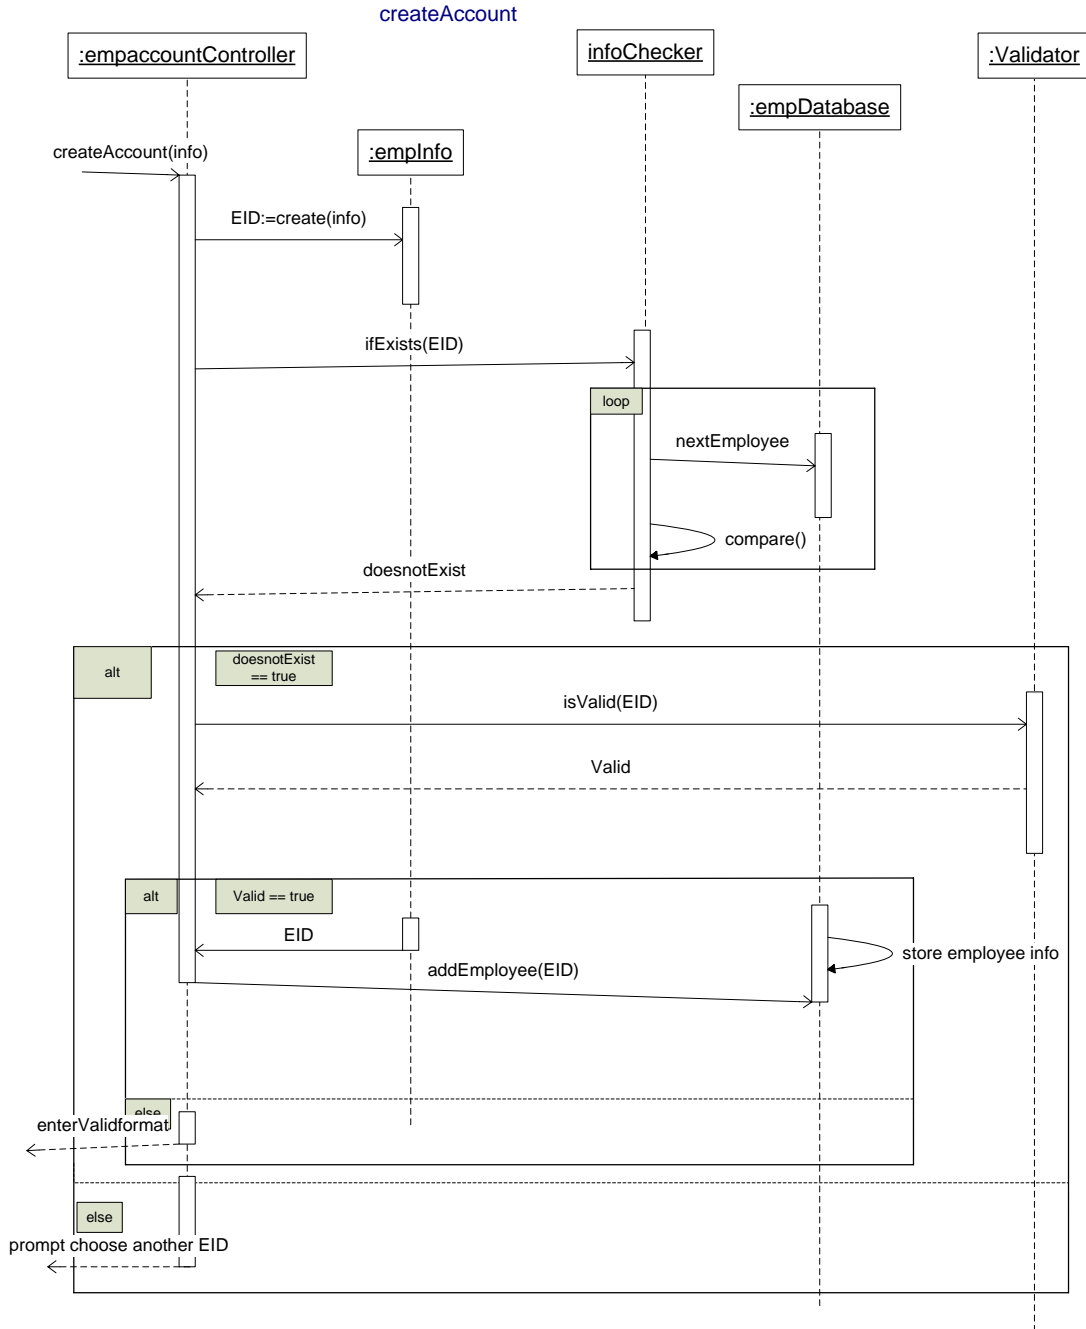 createAccount
:empaccountController
infoChecker
:Validator
:empDatabase
:empInfo
createAccount(info)
EID:=create(info)
ifExists(EID)
loop
nextEmployee
compare()
doesnotExist
alt
doesnotExist
== true
isValid(EID)
Valid
alt
Valid == true
EID
store employee info
addEmployee(EID)
else
enterValidformat
else
prompt choose another EID